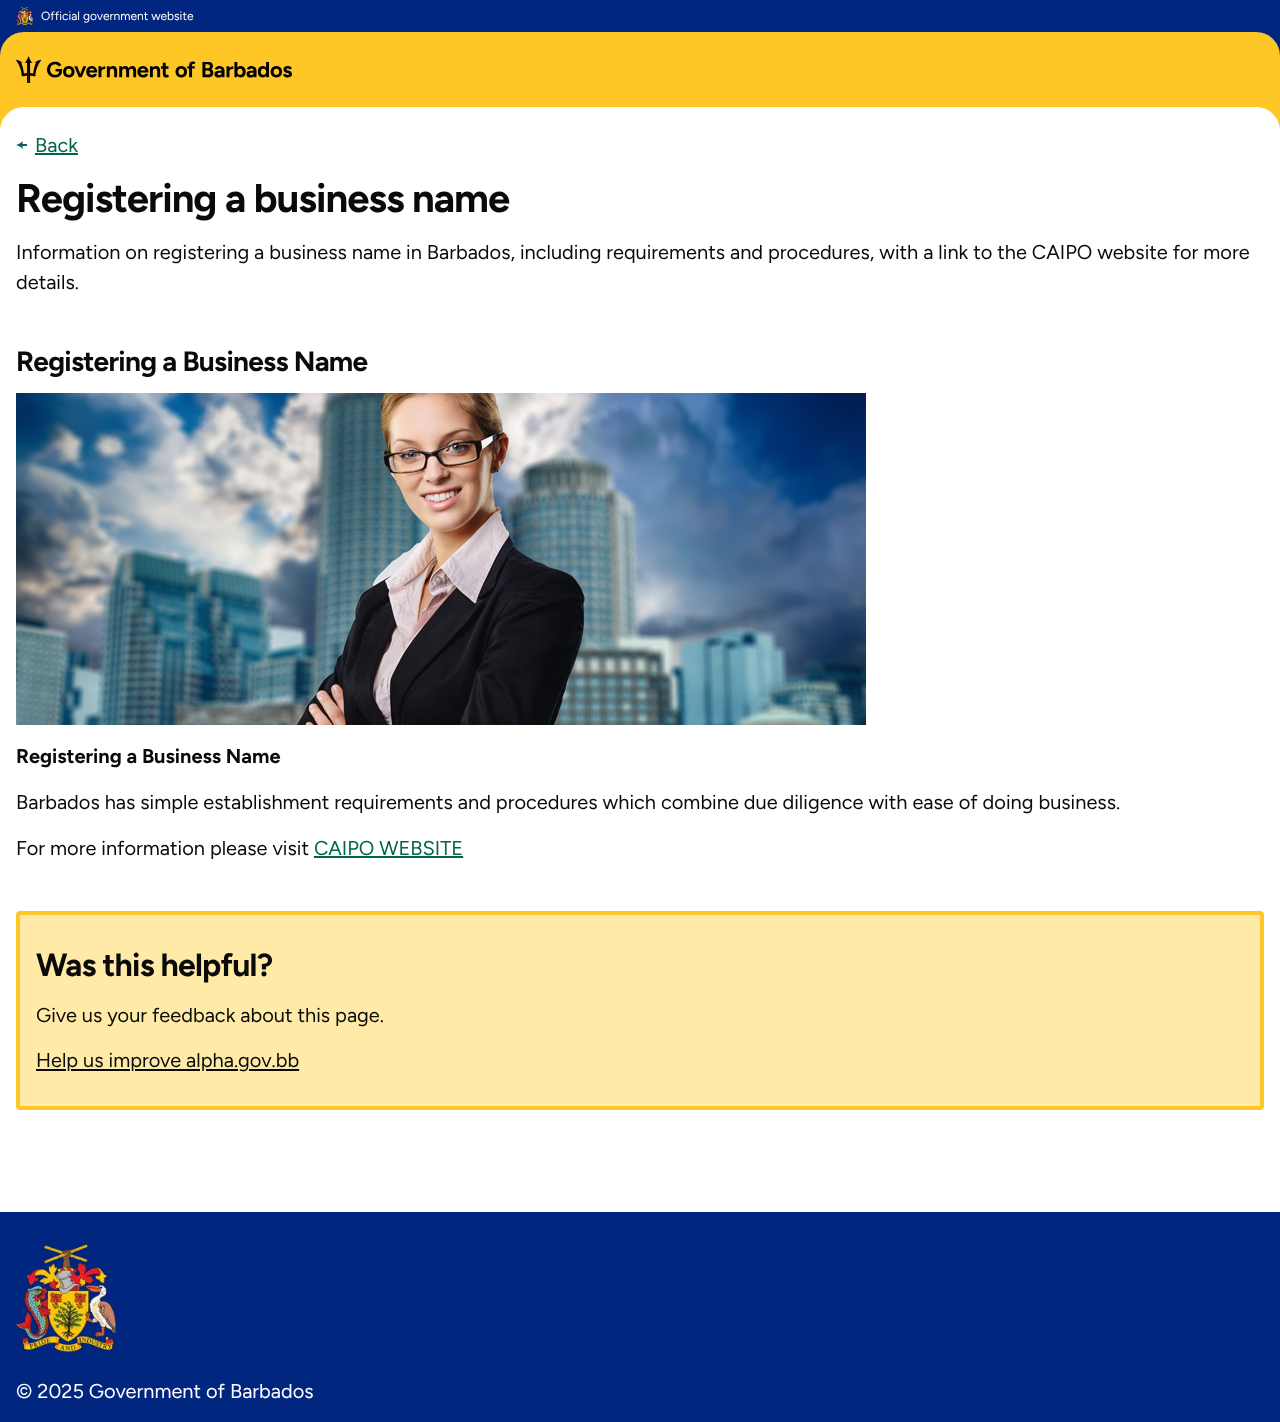 Official government website
Government of Barbados
Back
Registering a business name
Information on registering a business name in Barbados, including requirements and procedures, with a link to the CAIPO website for more
details.
Registering a Business Name
Registering a Business Name
Barbados has simple establishment requirements and procedures which combine due diligence with ease of doing business.
For more information please visit CAIPO WEBSITE
Was this helpful?
Give us your feedback about this page.
Help us improve alpha.gov.bb
PRIDE AND INDUSTRY
© 2025 Government of Barbados